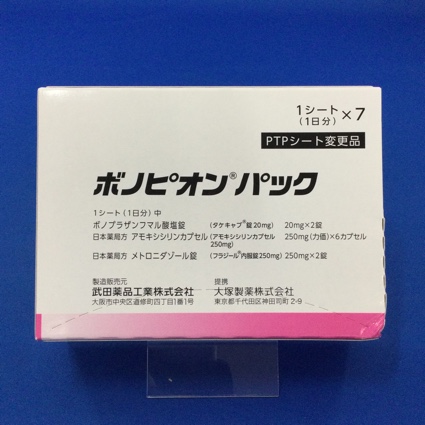 1シート ×7
(1日分)
PTPシート変更品
ボノピオン®パック
1シート(1日分)中
ボノプラザンフマル酸塩錠 (タケキャブ®錠20mg) 20mg×2錠
日本薬局方 アモキシシリンカプセル (アモキシシリンカプセル 250mg(力価)×6カプセル
250mg)
日本薬局方 メトロニダゾール錠 (フラジール®内服錠250mg) 250mg×2錠
製造販売元 提携
武田薬品工業株式会社 大塚製薬株式会社
大阪市中央区道修町四丁目1番1号 東京都千代田区神田司町2-9